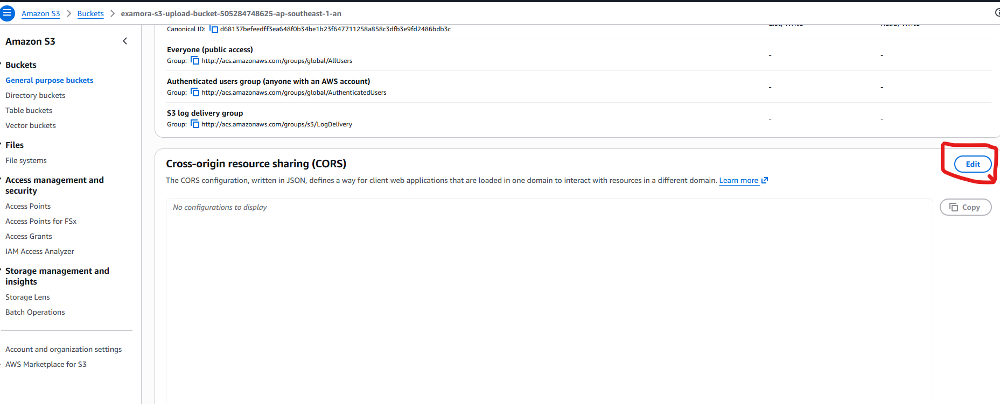 Amazon S3 > Buckets > examora-s3-upload-bucket-505284748625-ap-southeast-1-an
Amazon S3
Buckets
General purpose buckets
Directory buckets
Table buckets
Vector buckets
Files
File systems
Access management and
security
Access Points
Access Points for FSx
Access Grants
IAM Access Analyzer
Storage management and
insights
Storage Lens
Batch Operations
Account and organization settings
AWS Marketplace for S3
List, Write Read, Write
Canonical ID: d68137befeedff3ea648f0b34be1b23f647711258a858c3dfb3e9fd2486bdb3c
Everyone (public access)
Group: http://acs.amazonaws.com/groups/global/AllUsers
- -
Authenticated users group (anyone with an AWS account)
Group: http://acs.amazonaws.com/groups/global/AuthenticatedUsers
- -
S3 log delivery group
Group: http://acs.amazonaws.com/groups/s3/LogDelivery
- -
Cross-origin resource sharing (CORS)
Edit
The CORS configuration, written in JSON, defines a way for client web applications that are loaded in one domain to interact with resources in a different domain. Learn more
No configurations to display
Copy